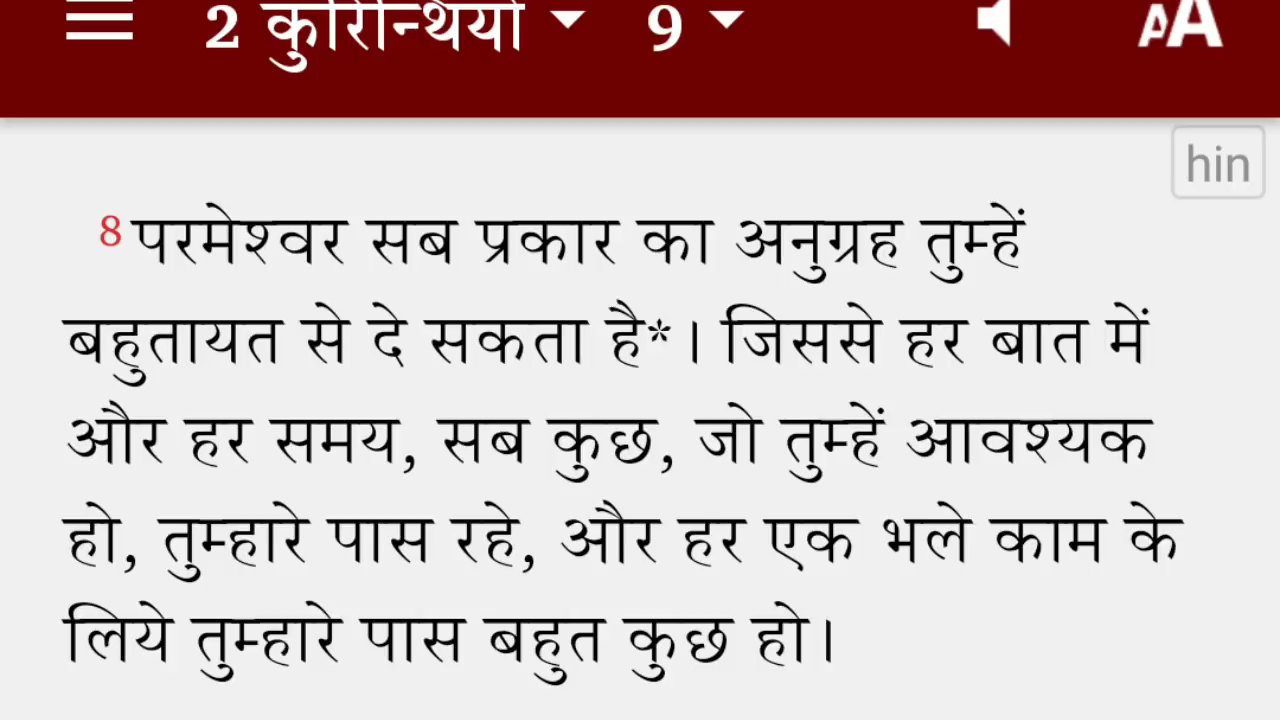 2 कुरिन्थियों 9 AA
hin
8 परमेश्वर सब प्रकार का अनुग्रह तुम्हें
बहुतायत से दे सकता है*। जिससे हर बात में
और हर समय, सब कुछ, जो तुम्हें आवश्यक
हो, तुम्हारे पास रहे, और हर एक भले काम के
लिये तुम्हारे पास बहुत कुछ हो।